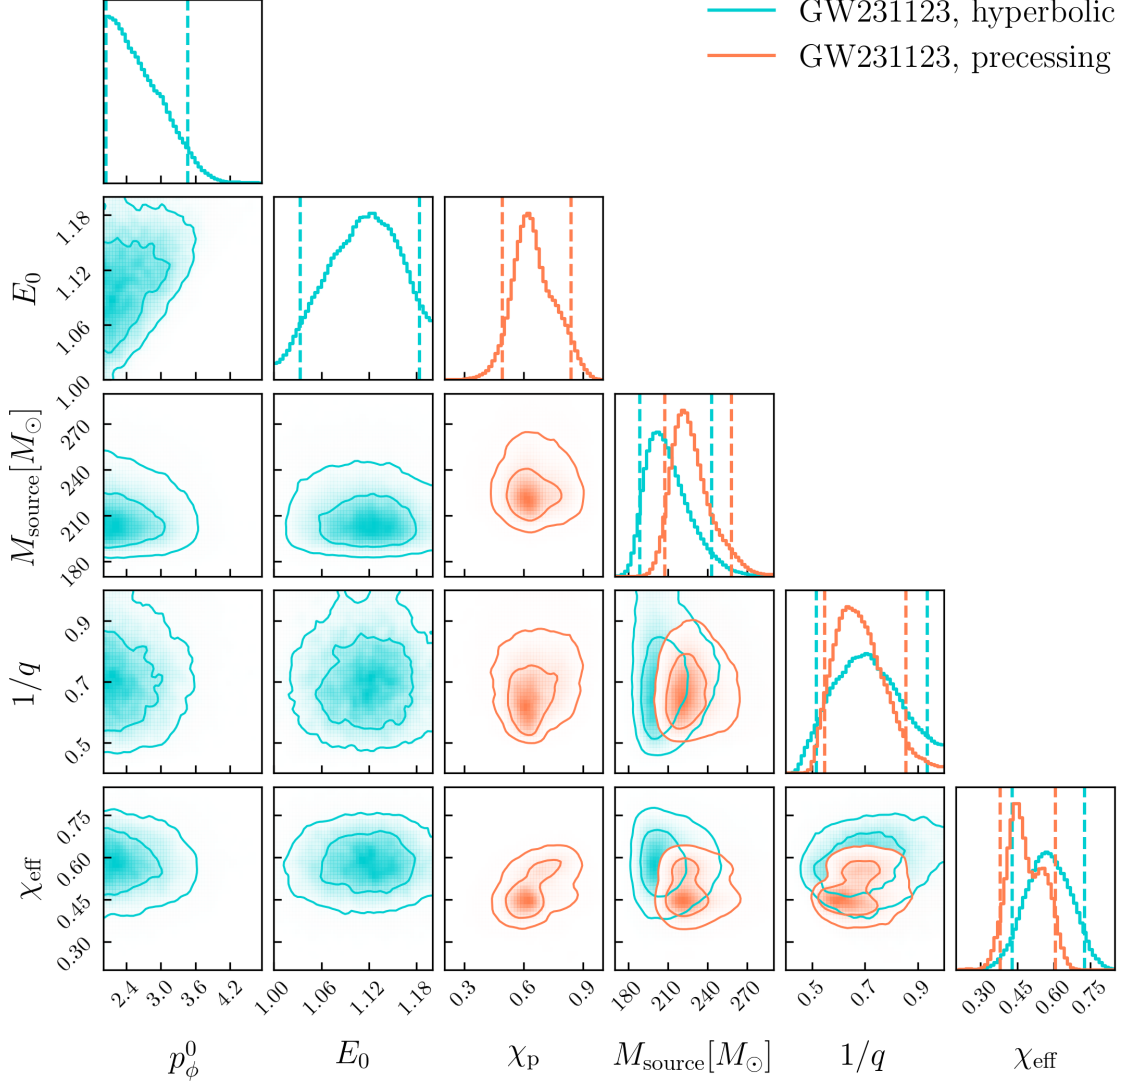 GW231123, hyperbolic
GW231123, precessing
E₀
1.18
1.12
1.06
1.00
M_source[M_⊙]
270
240
210
180
1/q
0.9
0.7
0.5
χ_eff
0.75
0.60
0.45
0.30
2.4 3.0 3.6 4.2 1.00 1.06 1.12 1.18 0.3 0.6 0.9 180 210 240 270 0.5 0.7 0.9 0.30 0.45 0.60 0.75
p_ϕ^0 E₀ χ_p M_source[M_⊙] 1/q χ_eff